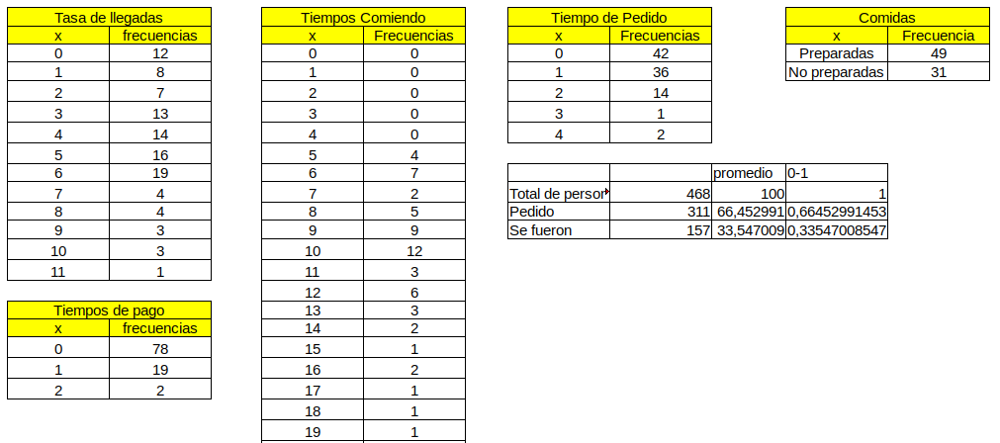 Tasa de llegadas
x frecuencias
0 12
1 8
2 7
3 13
4 14
5 16
6 19
7 4
8 4
9 3
10 3
11 1
Tiempos de pago
x frecuencias
0 78
1 19
2 2
Tiempos Comiendo
x Frecuencias
0 0
1 0
2 0
3 0
4 0
5 4
6 7
7 2
8 5
9 9
10 12
11 3
12 6
13 3
14 2
15 1
16 2
17 1
18 1
19 1
Tiempo de Pedido
x Frecuencias
0 42
1 36
2 14
3 1
4 2
Comidas
x Frecuencia
Preparadas 49
No preparadas 31
promedio 0-1
Total de persor 468 100 1
Pedido 311 66,452991 0,66452991453
Se fueron 157 33,547009 0,33547008547